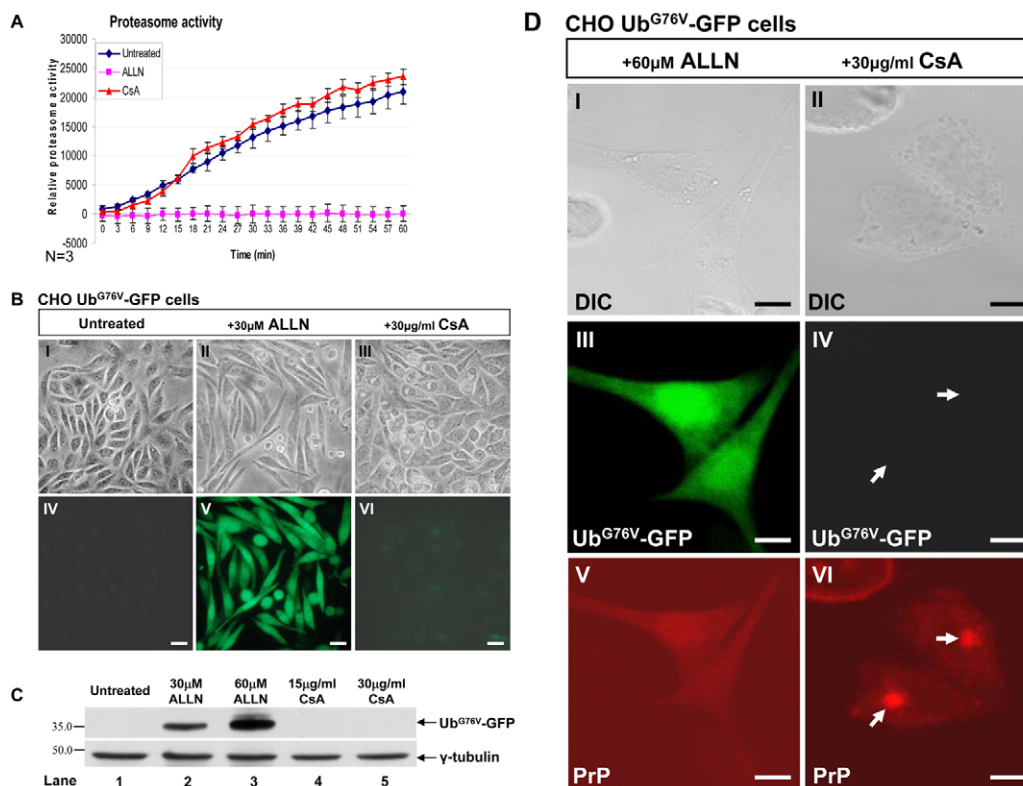 A
Proteasome activity
Relative proteasome activity
30000
25000
20000
15000
10000
5000
0
-5000
Untreated
ALLN
CsA
0 3 6 9 12 15 18 21 24 27 30 33 36 39 42 45 48 51 54 57 60
N=3
Time (min)
B CHO Ub^G76V-GFP cells
Untreated +30μM ALLN +30μg/ml CsA
I II III
IV V VI
C
Untreated 30μM ALLN 60μM ALLN 15μg/ml CsA 30μg/ml CsA
35.0
Ub^G76V-GFP
50.0
γ-tubulin
Lane 1 2 3 4 5
D CHO Ub^G76V-GFP cells
+60μM ALLN +30μg/ml CsA
I II
DIC DIC
III IV
Ub^G76V-GFP Ub^G76V-GFP
V VI
PrP PrP